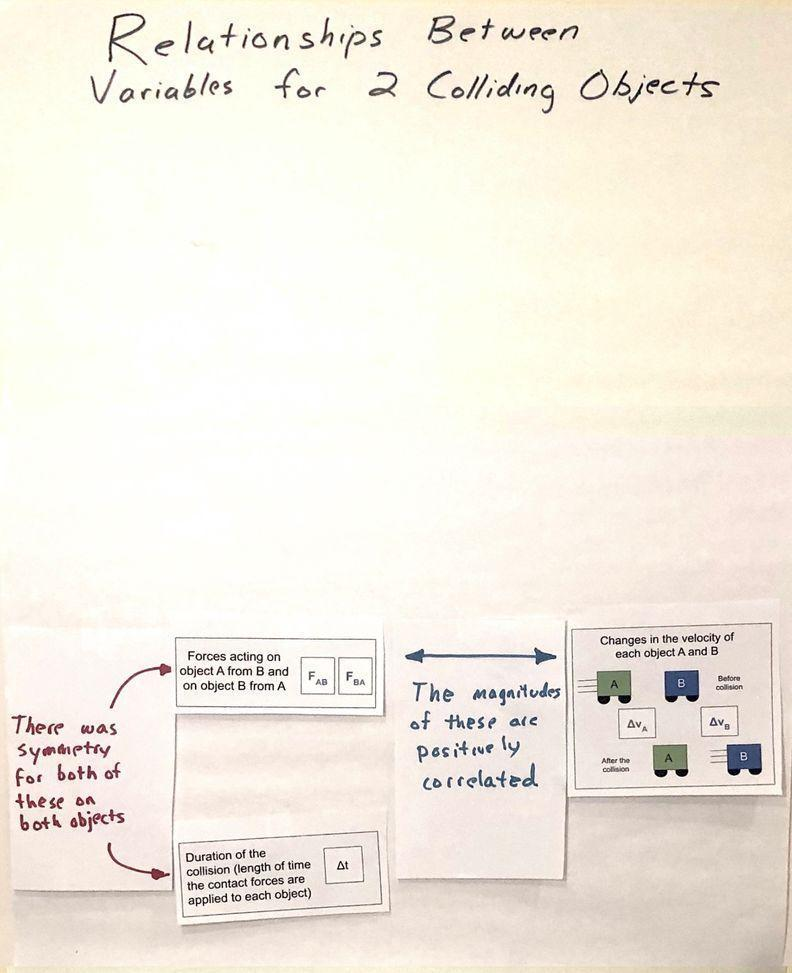 Relationships Between
Variables for 2 Colliding Objects
There was
symmetry
for both of
these on
both objects
Forces acting on
object A from B and
on object B from A
FAB FBA
Duration of the
collision (length of time
the contact forces are
applied to each object)
Δt
The magnitudes
of these are
positively
correlated
Changes in the velocity of
each object A and B
A B Before
collision
ΔvA ΔvB
After the
collision
A B